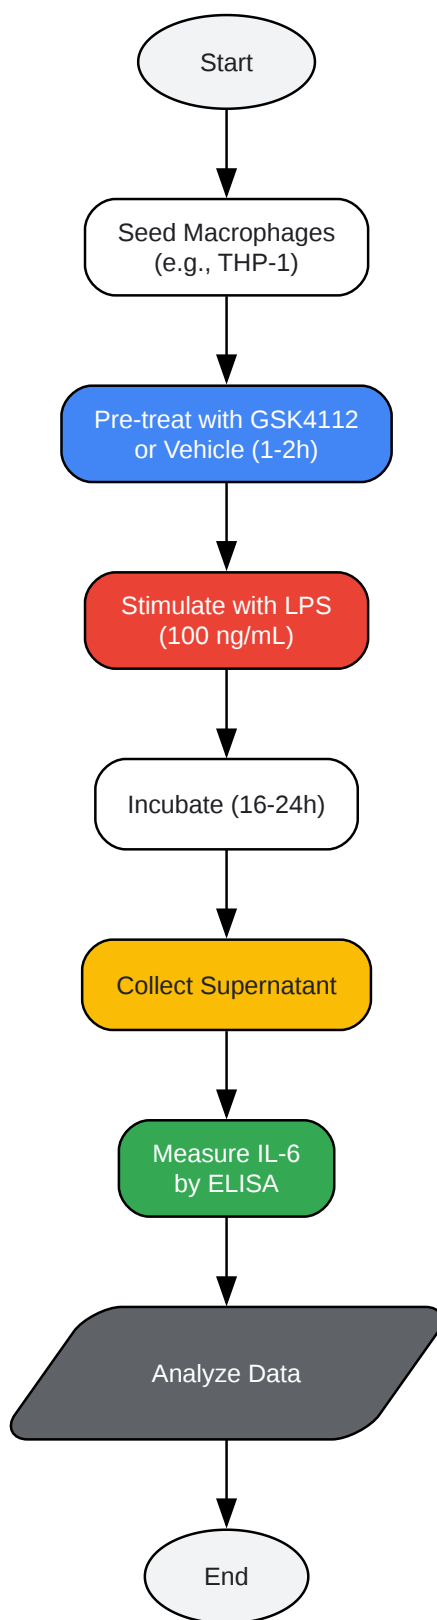 Start
Seed Macrophages
(e.g., THP-1)
Pre-treat with GSK4112
or Vehicle (1-2h)
Stimulate with LPS
(100 ng/mL)
Incubate (16-24h)
Collect Supernatant
Measure IL-6
by ELISA
Analyze Data
End